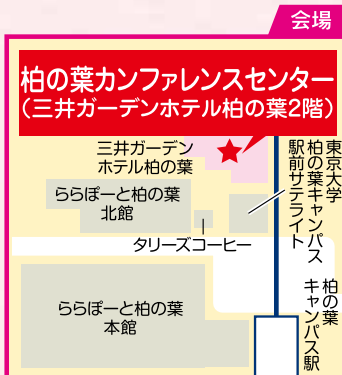 会場
柏の葉カンファレンスセンター
（三井ガーデンホテル柏の葉2階）
三井ガーデン
ホテル柏の葉
東京大学
柏の葉キャンパス
駅前サテライト
ららぽーと柏の葉
北館
タリーズコーヒー
柏の葉
キャンパス駅
ららぽーと柏の葉
本館